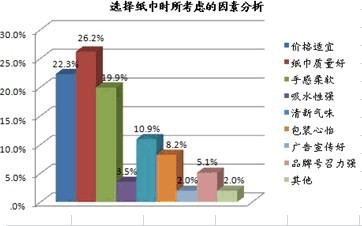 选择纸巾时所考虑的因素分析
30.0%
25.0%
20.0%
15.0%
10.0%
5.0%
.0%
22.3%
26.2%
19.9%
3.5%
10.9%
8.2%
2.0%
5.1%
2.0%
价格适宜
纸巾质量好
手感柔软
吸水性强
清新气味
包装心怡
广告宣传好
品牌号召力强
其他